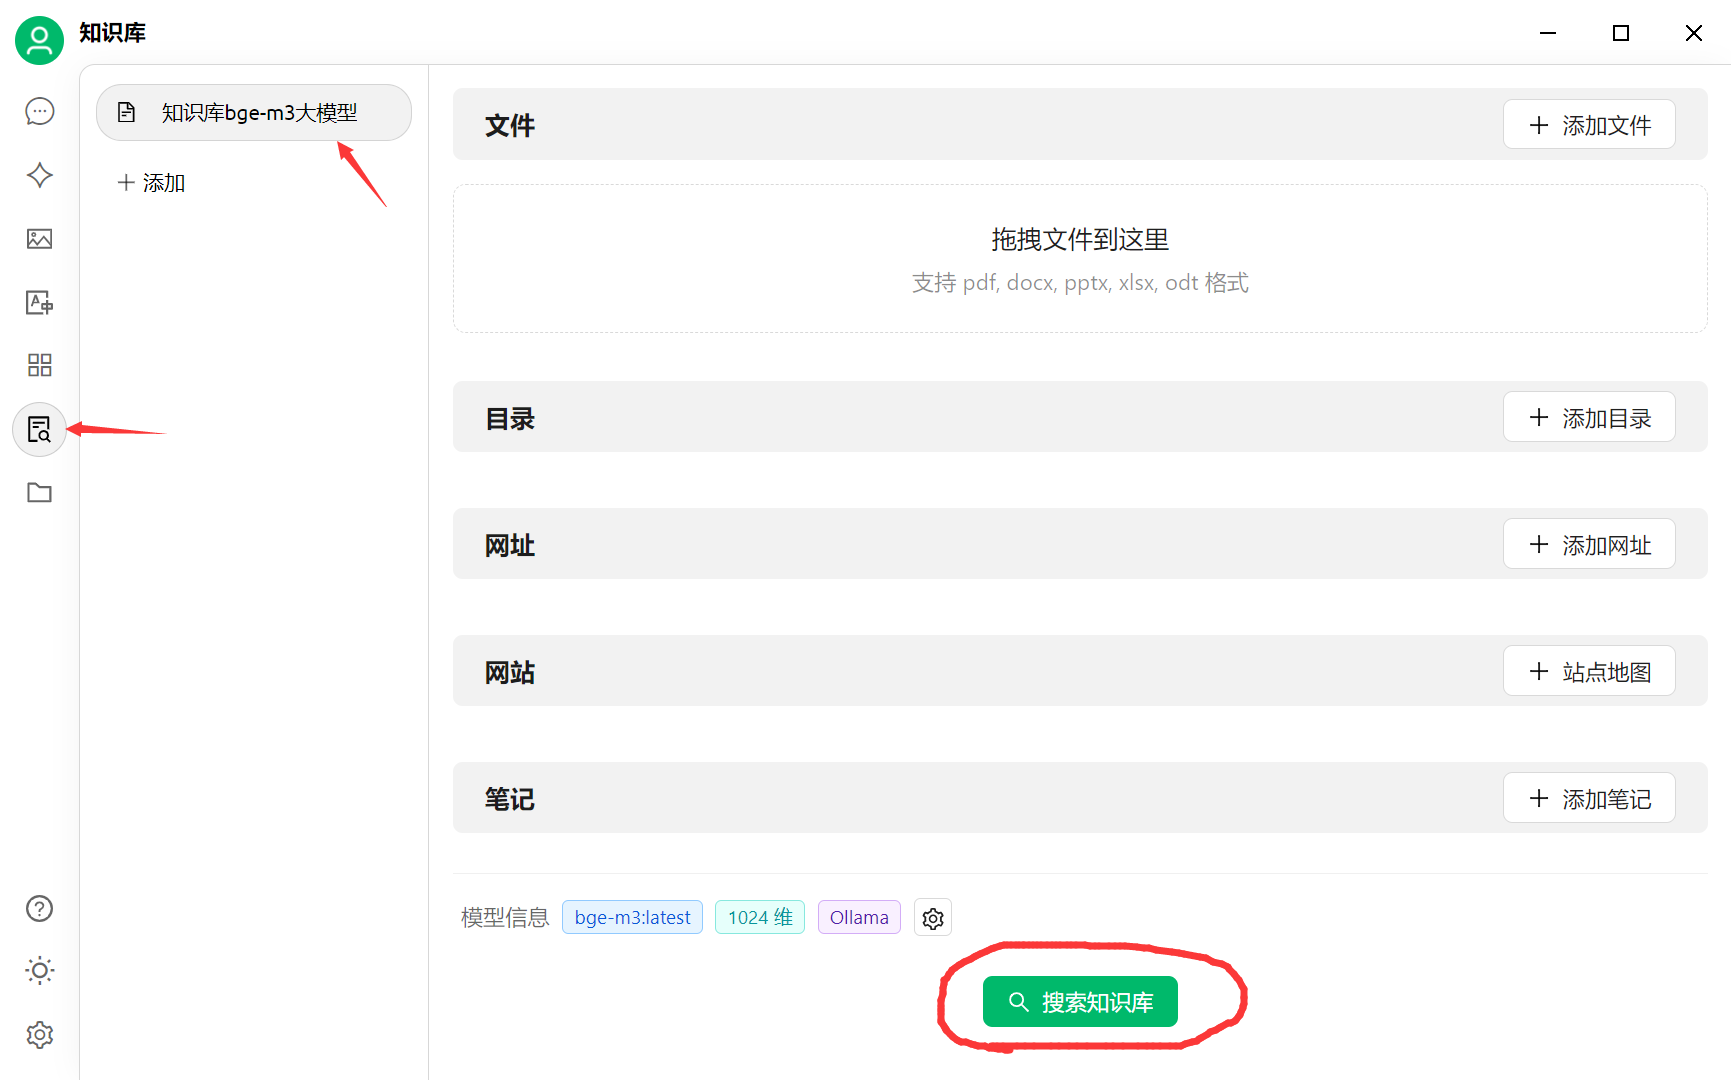 知识库
知识库bge-m3大模型
添加
文件
添加文件
拖拽文件到这里
支持 pdf, docx, pptx, xlsx, odt 格式
目录
添加目录
网址
添加网址
网站
站点地图
笔记
添加笔记
模型信息 bge-m3:latest 1024 维 Ollama
搜索知识库